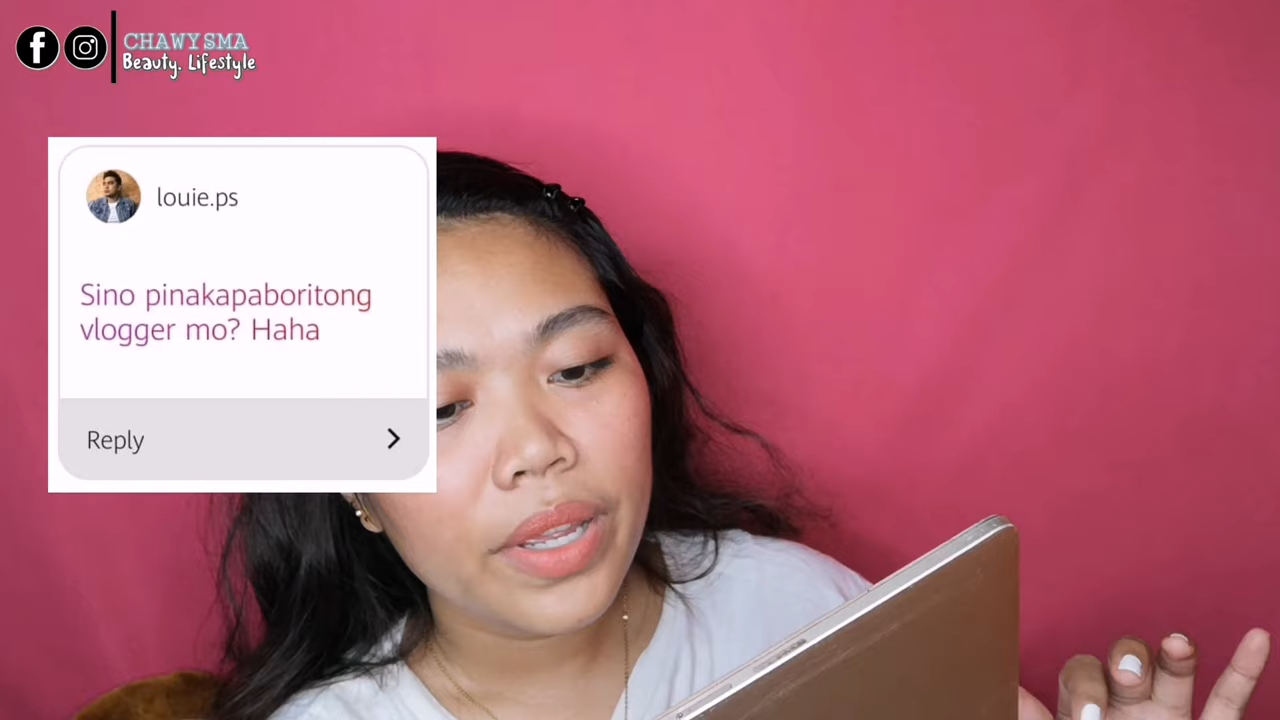 CHAWYSMA
Beauty. Lifestyle
louie.ps
Sino pinakapaboritong
vlogger mo? Haha
Reply